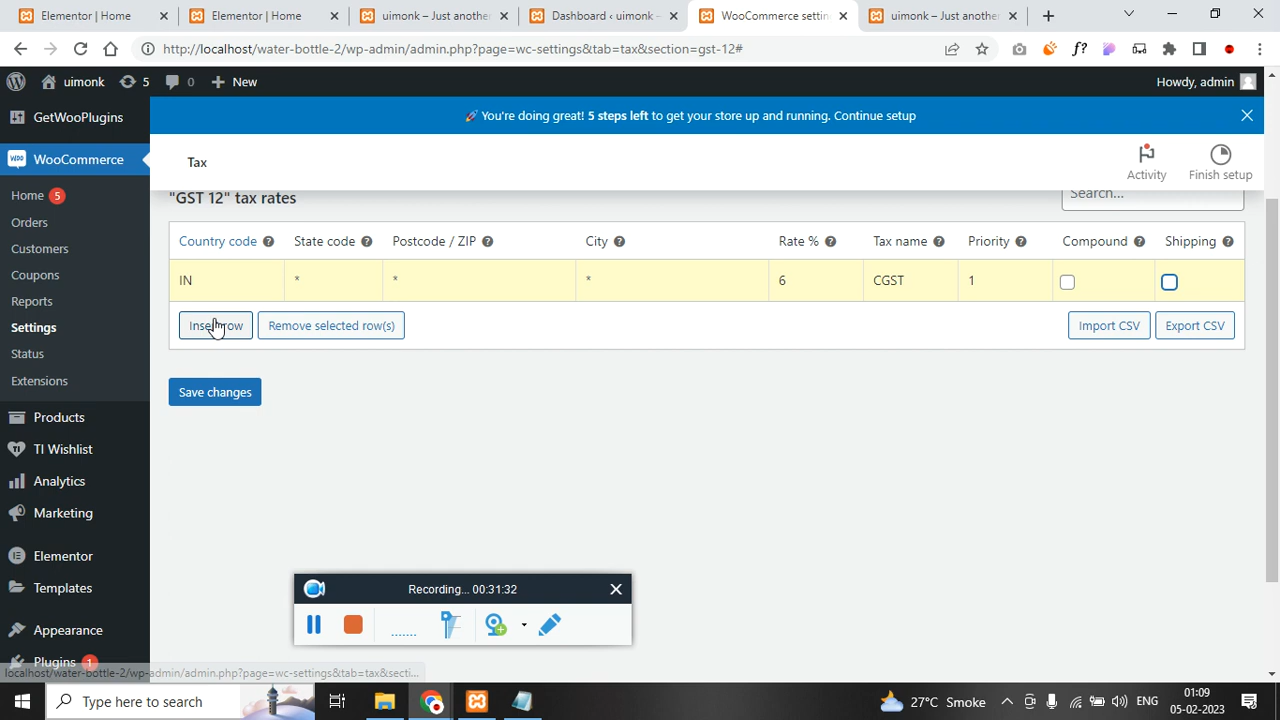 Elementor | Home
Elementor | Home
uimonk – Just another
Dashboard ‹ uimonk –
WooCommerce settin
uimonk – Just another
http://localhost/water-bottle-2/wp-admin/admin.php?page=wc-settings&tab=tax&section=gst-12#
uimonk 5 0 New
Howdy, admin
GetWooPlugins
🚀 You're doing great! 5 steps left to get your store up and running. Continue setup
WooCommerce
Tax
Activity
Finish setup
Home 5
Orders
Customers
Coupons
Reports
Settings
Status
Extensions
Products
TI Wishlist
Analytics
Marketing
Elementor
Templates
Appearance
Plugins 1
"GST 12" tax rates
Search...
Country code State code Postcode / ZIP City Rate % Tax name Priority Compound Shipping
IN * * * 6 CGST 1
Insert row Remove selected row(s) Import CSV Export CSV
Save changes
Recording... 00:31:32
localhost/water-bottle-2/wp-admin/admin.php?page=wc-settings&tab=tax&secti...
Type here to search
27°C Smoke
ENG
01:09
05-02-2023